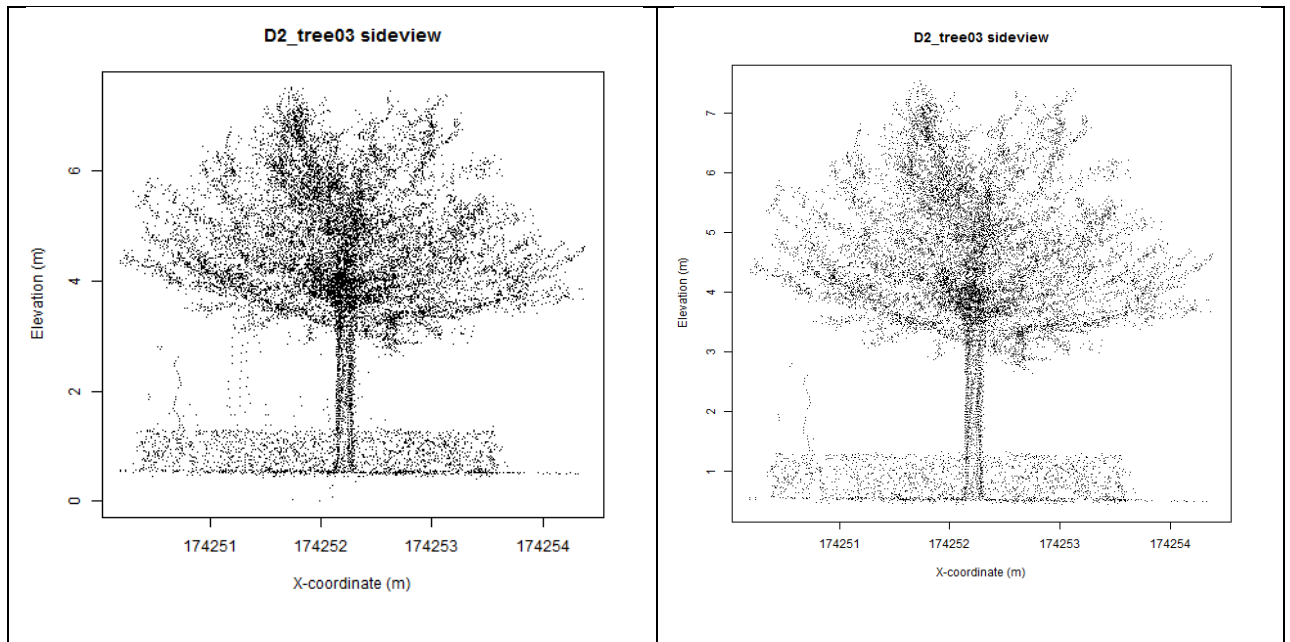 D2_tree03 sideview
Elevation (m)
6
4
2
0
174251 174252 174253 174254
X-coordinate (m)
D2_tree03 sideview
Elevation (m)
7
6
5
4
3
2
1
174251 174252 174253 174254
X-coordinate (m)